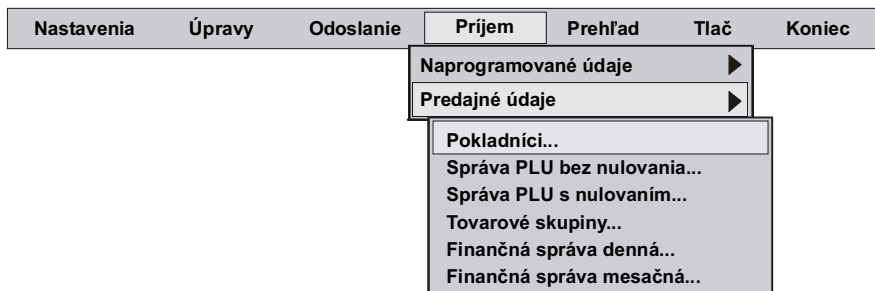 Nastavenia Úpravy Odoslanie Príjem Prehľad Tlač Koniec
Naprogramované údaje
Predajné údaje
Pokladníci...
Správa PLU bez nulovania...
Správa PLU s nulovaním...
Tovarové skupiny...
Finančná správa denná...
Finančná správa mesačná...